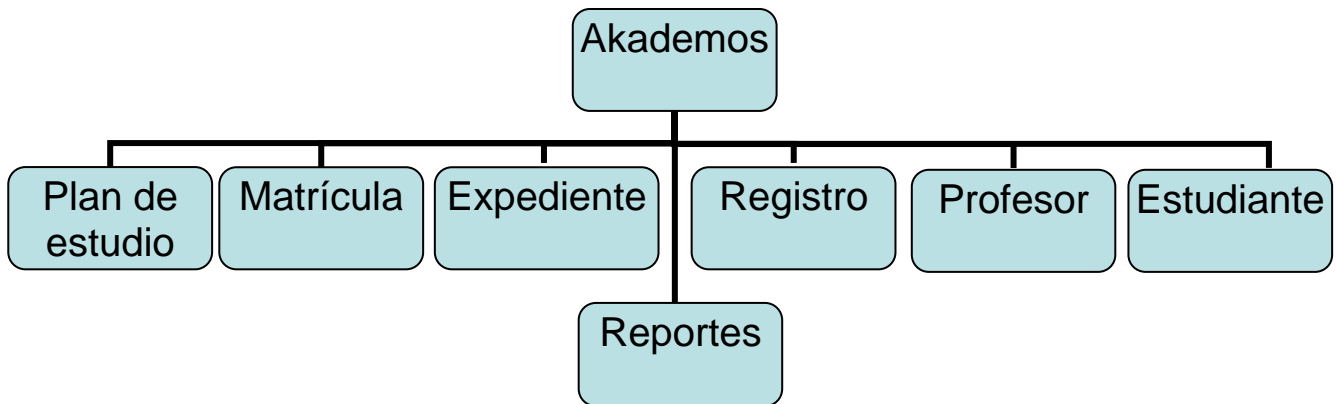 Akademos
Plan de
estudio
Matrícula
Expediente
Registro
Profesor
Estudiante
Reportes